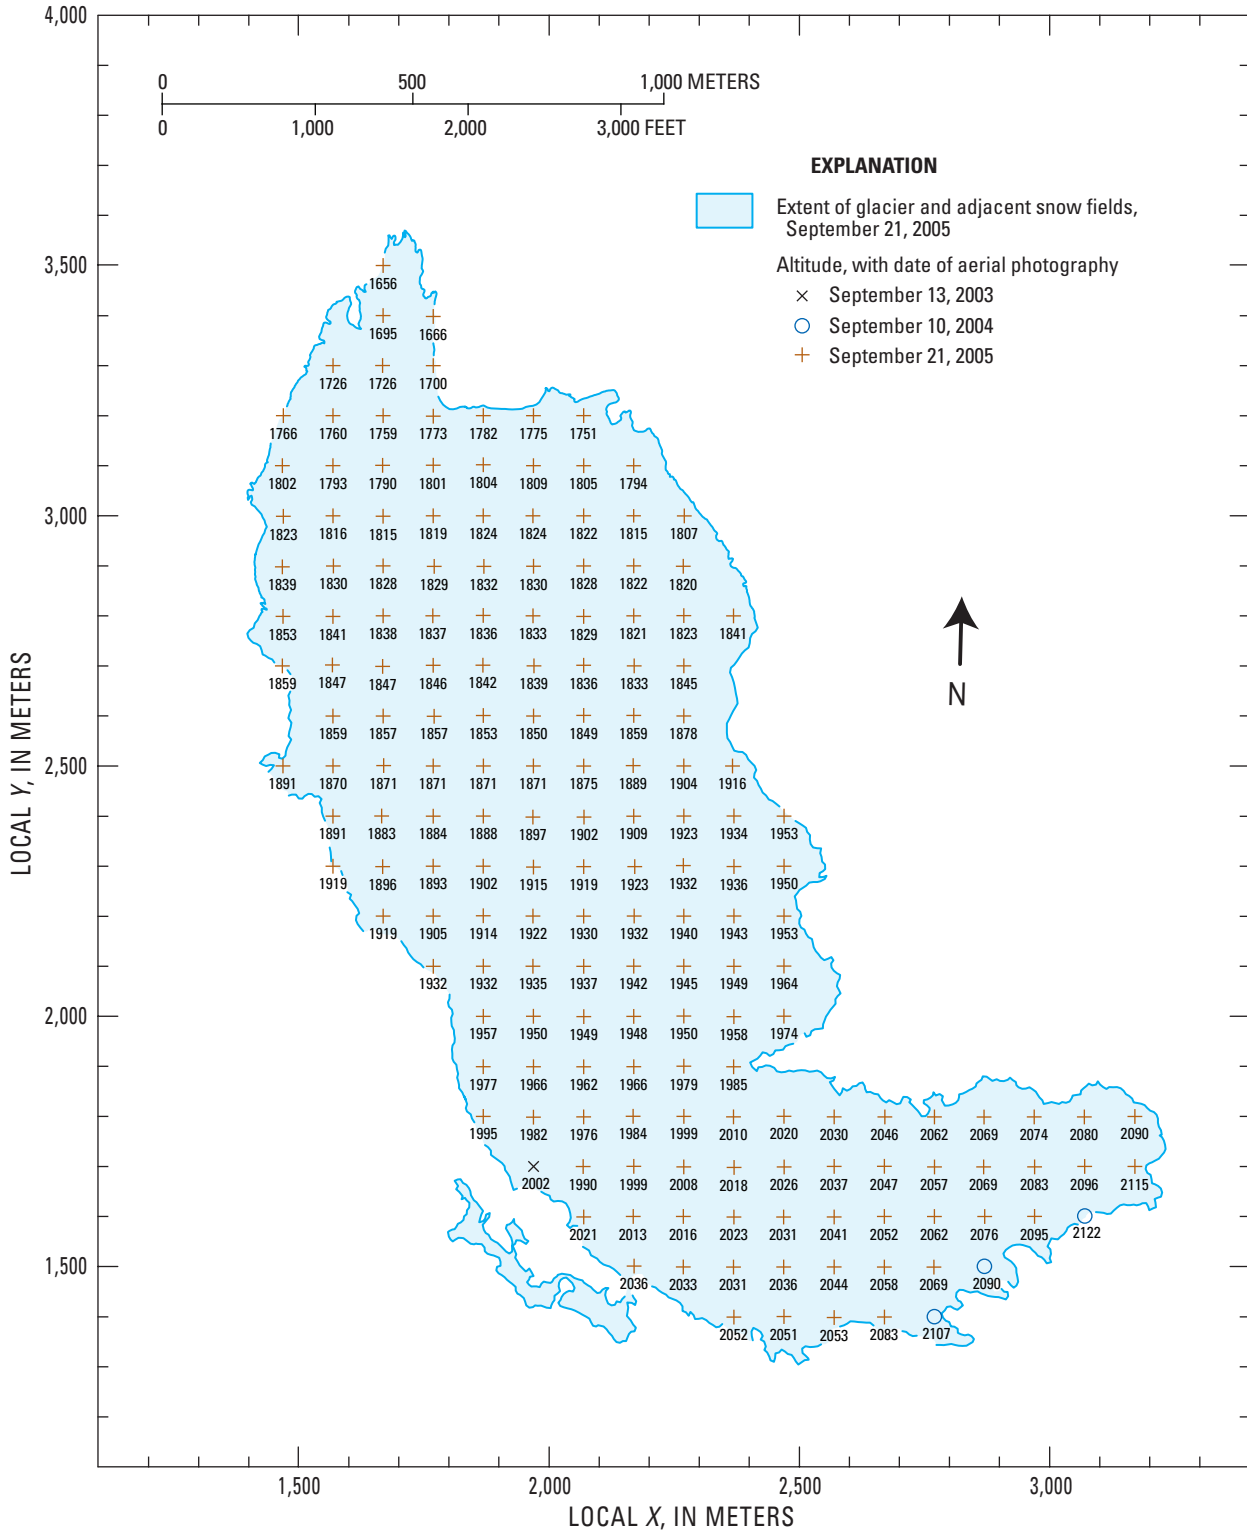 4,000
0 500 1,000 METERS
0 1,000 2,000 3,000 FEET
EXPLANATION
Extent of glacier and adjacent snow fields,
September 21, 2005
Altitude, with date of aerial photography
September 13, 2003
September 10, 2004
September 21, 2005
3,500
1656
1695 1666
1726 1726 1700
1766 1760 1759 1773 1782 1775 1751
1802 1793 1790 1801 1804 1809 1805 1794
3,000
1823 1816 1815 1819 1824 1824 1822 1815 1807
1839 1830 1828 1829 1832 1830 1828 1822 1820
1853 1841 1838 1837 1836 1833 1829 1821 1823 1841
1859 1847 1847 1846 1842 1839 1836 1833 1845
N
1859 1857 1857 1853 1850 1849 1859 1878
2,500
1891 1870 1871 1871 1871 1871 1875 1889 1904 1916
1891 1883 1884 1888 1897 1902 1909 1923 1934 1953
1919 1896 1893 1902 1915 1919 1923 1932 1936 1950
1919 1905 1914 1922 1930 1932 1940 1943 1953
1932 1932 1935 1937 1942 1945 1949 1964
2,000
1957 1950 1949 1948 1950 1958 1974
1977 1966 1962 1966 1979 1985
1995 1982 1976 1984 1999 2010 2020 2030 2046 2062 2069 2074 2080 2090
2002 1990 1999 2008 2018 2026 2037 2047 2057 2069 2083 2096 2115
2021 2013 2016 2023 2031 2041 2052 2062 2076 2095 2122
1,500
2036 2033 2031 2036 2044 2058 2069 2090
2052 2051 2053 2083 2107
LOCAL Y, IN METERS
1,500 2,000 2,500 3,000
LOCAL X, IN METERS